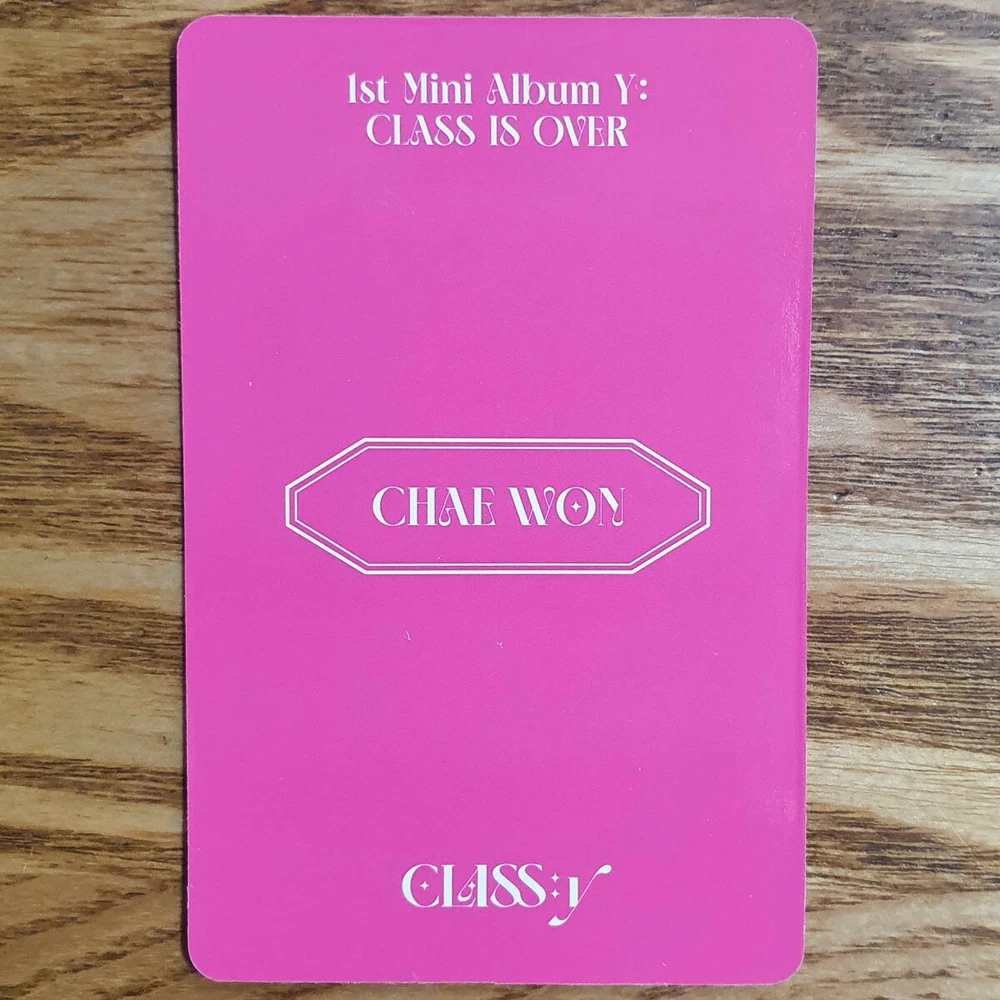 1st Mini Album Y:
CLASS IS OVER
CHAE WON
CLASS:y